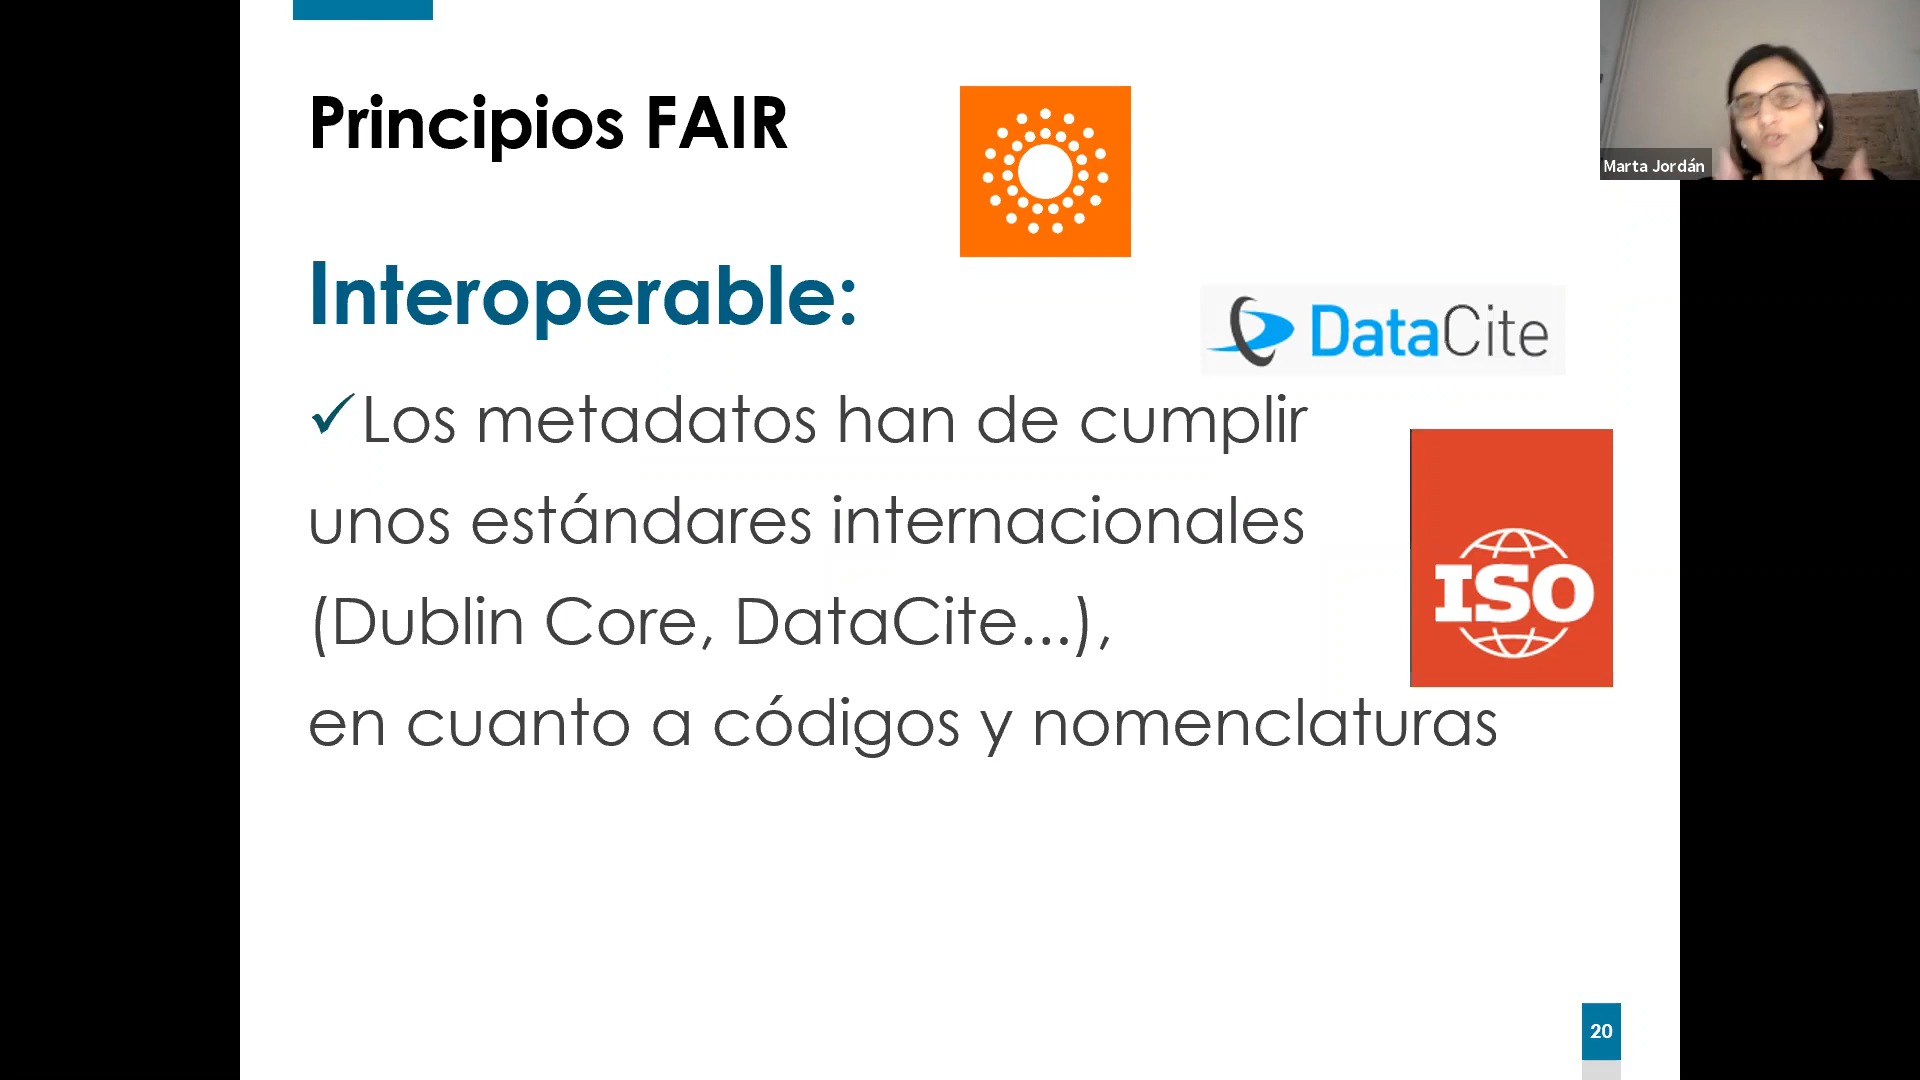 Principios FAIR
Marta Jordán
Interoperable:
DataCite
✓Los metadatos han de cumplir
unos estándares internacionales
(Dublin Core, DataCite...),
en cuanto a códigos y nomenclaturas
ISO
20